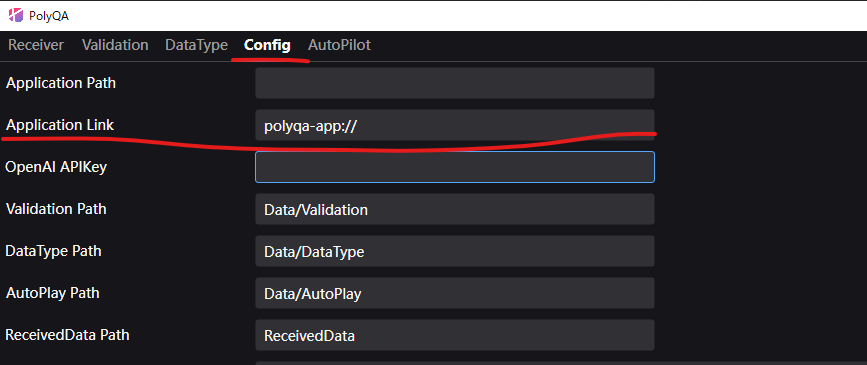 PolyQA
Receiver Validation DataType Config AutoPilot
Application Path
Application Link polyqa-app://
OpenAI APIKey
Validation Path Data/Validation
DataType Path Data/DataType
AutoPlay Path Data/AutoPlay
ReceivedData Path ReceivedData